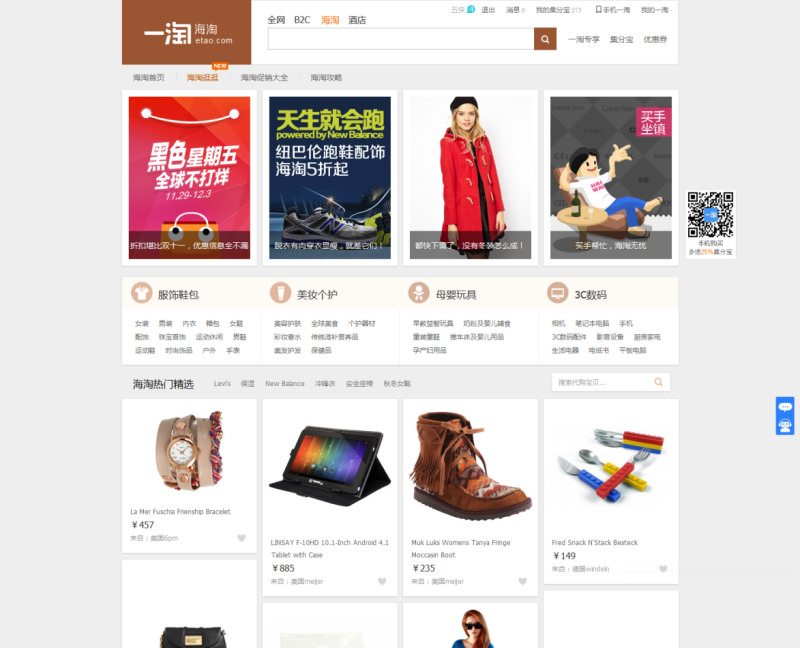 一淘 海淘
etao.com
全网 B2C 海淘 酒店
退出 消息 0 我的集分宝 273 手机一淘 我的一淘
一淘专享 集分宝 优惠券
海淘首页 海淘逛逛 NEW 海淘促销大全 海淘攻略
黑色星期五
全球不打烊
11.29-12.3
折扣堪比双十一，优惠信息全不漏
天生就会跑
powered by New Balance
纽巴伦跑鞋配饰
海淘5折起
脱衣有肉穿衣显瘦，就差它们！
都快下雪了，没有冬装怎么成！
买手
坐镇
买手帮忙，海淘无忧
一淘
手机购买
多送25%集分宝
服饰鞋包 美妆个护 母婴玩具 3C数码
女装 男装 内衣 箱包 女鞋
配饰 珠宝首饰 运动休闲 男鞋
运动鞋 时尚饰品 户外 手表
美容护肤 全球美食 个护器材
彩妆香水 传统滋补营养品
美发护发 保健品
早教益智玩具 奶粉及婴儿辅食
童装童鞋 推车床及婴儿用品
孕产妇用品
相机 笔记本电脑 手机
3C数码配件 影音设备 厨房家电
生活电器 电纸书 平板电脑
海淘热门精选 Levi's 保湿 New Balance 冲锋衣 安全座椅 秋冬女靴
搜索代购宝贝...
La Mer Fuschia Frienship Bracelet
￥457
来自：美国6pm
LINSAY F-10HD 10.1-Inch Android 4.1
Tablet with Case
￥885
来自：美国meijer
Muk Luks Womens Tanya Fringe
Moccasin Boot
￥235
来自：美国meijer
Fred Snack N'Stack Besteck
￥149
来自：德国windeln